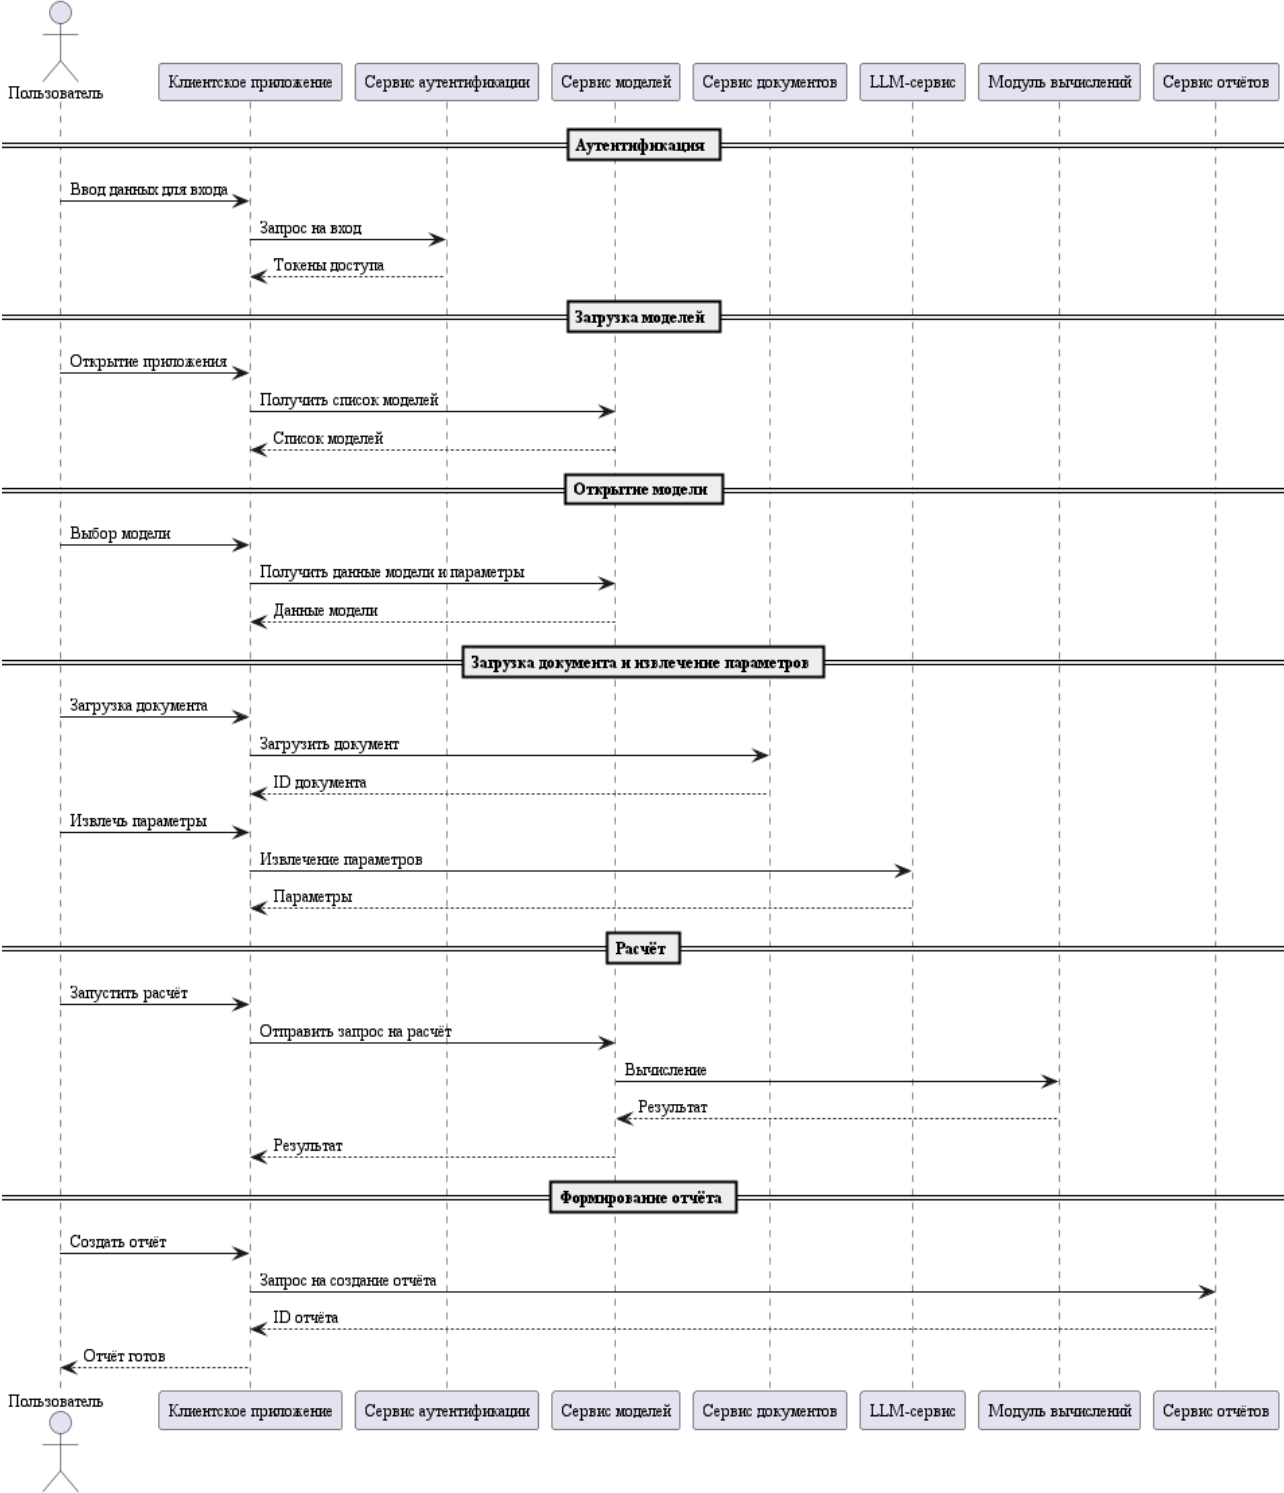 Пользователь
Клиентское приложение
Сервис аутентификации
Сервис моделей
Сервис документов
LLM-сервис
Модуль вычислений
Сервис отчётов
Аутентификация
Ввод данных для входа
Запрос на вход
Токены доступа
Загрузка моделей
Открытие приложения
Получить список моделей
Список моделей
Открытие модели
Выбор модели
Получить данные модели и параметры
Данные модели
Загрузка документа и извлечение параметров
Загрузка документа
Загрузить документ
ID документа
Извлечь параметры
Извлечение параметров
Параметры
Расчёт
Запустить расчёт
Отправить запрос на расчёт
Вычисление
Результат
Результат
Формирование отчёта
Создать отчёт
Запрос на создание отчёта
ID отчёта
Отчёт готов
Пользователь
Клиентское приложение
Сервис аутентификации
Сервис моделей
Сервис документов
LLM-сервис
Модуль вычислений
Сервис отчётов